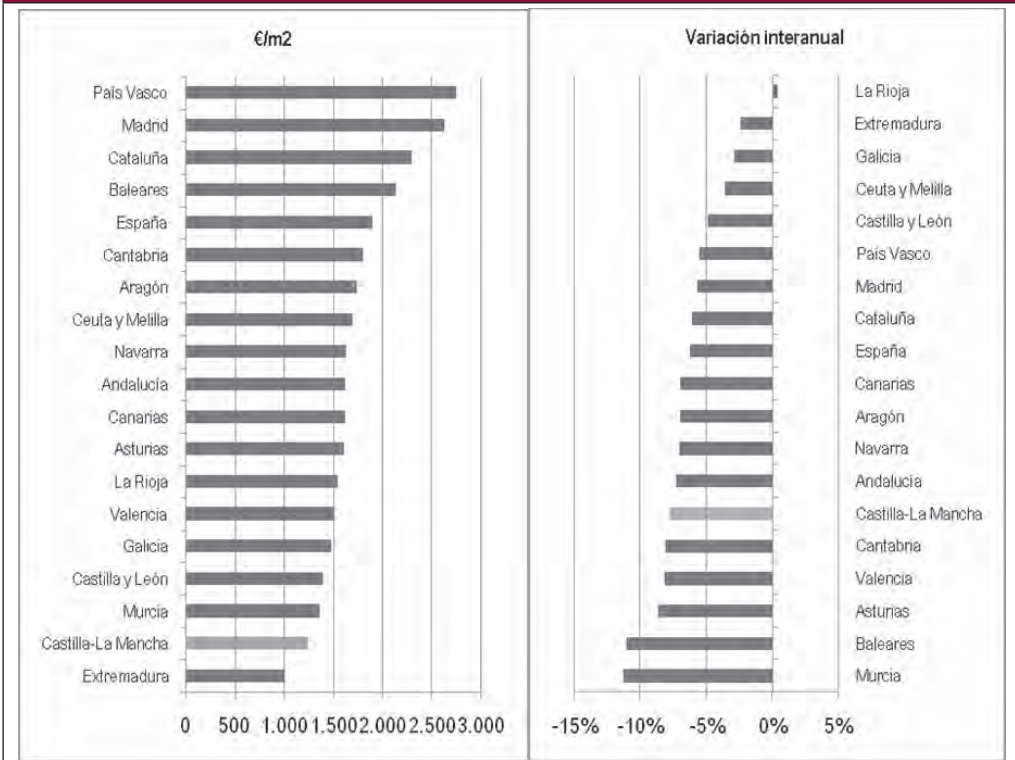 €/m2
País Vasco
Madrid
Cataluña
Baleares
España
Cantabria
Aragón
Ceuta y Melilla
Navarra
Andalucía
Canarias
Asturias
La Rioja
Valencia
Galicia
Castilla y León
Murcia
Castilla-La Mancha
Extremadura
0 500 1.000 1.500 2.000 2.500 3.000
Variación interanual
La Rioja
Extremadura
Galicia
Ceuta y Melilla
Castilla y León
País Vasco
Madrid
Cataluña
España
Canarias
Aragón
Navarra
Andalucía
Castilla-La Mancha
Cantabria
Valencia
Asturias
Baleares
Murcia
-15% -10% -5% 0% 5%